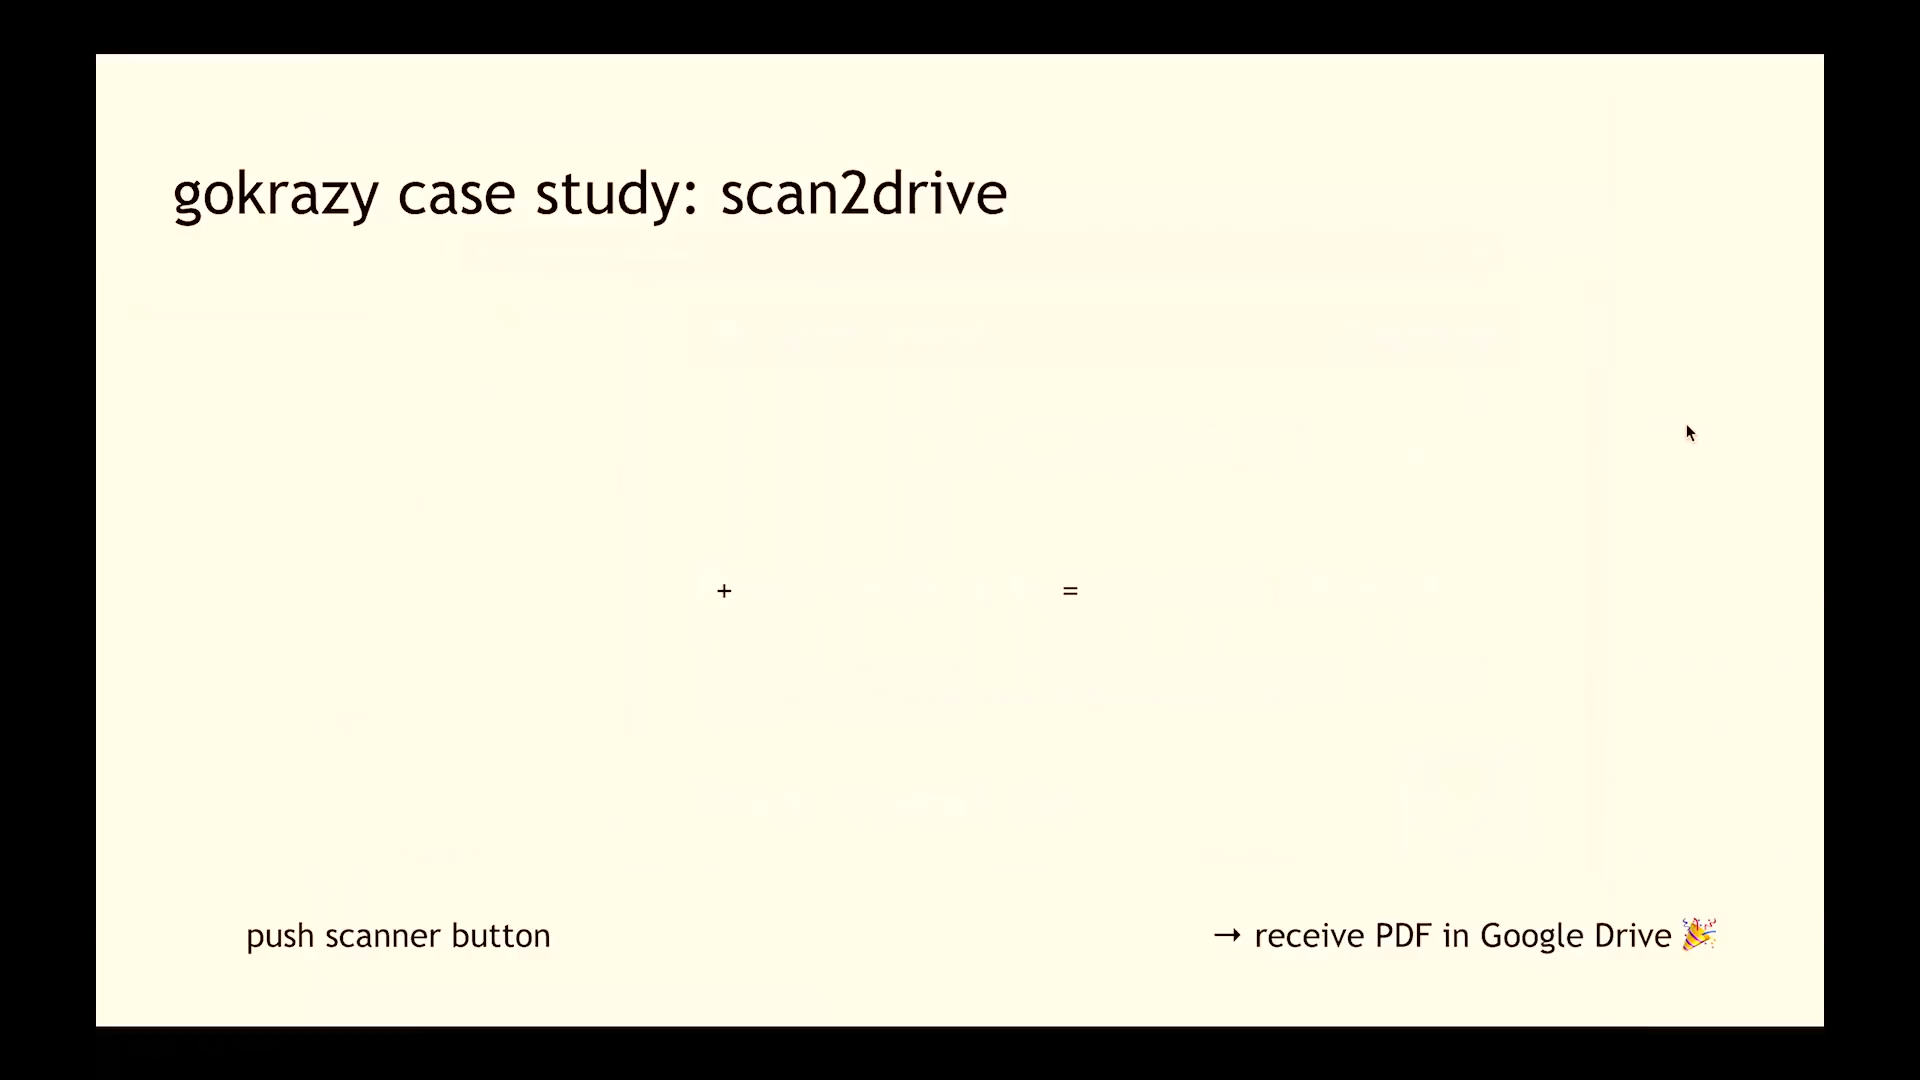 gokrazy case study: scan2drive
+ =
push scanner button → receive PDF in Google Drive 🎉